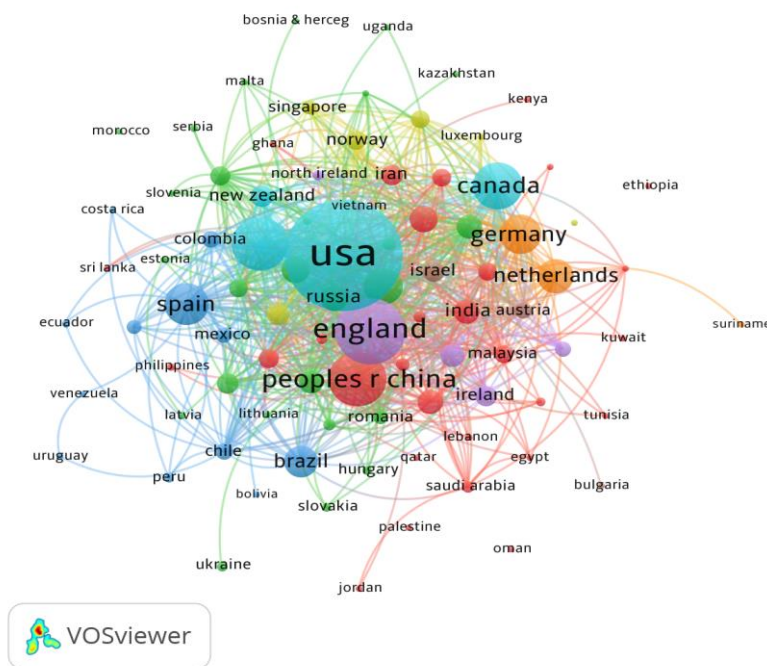 bosnia & herceg
uganda
malta
kazakhstan
singapore
kenya
morocco
serbia
ghana
norway
luxembourg
north ireland
iran
canada
ethiopia
slovenia
new zealand
vietnam
costa rica
colombia
usa
germany
estonia
sri lanka
israel
netherlands
spain
russia
india
austria
ecuador
mexico
england
suriname
kuwait
philippines
malaysia
venezuela
peoples r china
ireland
latvia
lithuania
romania
tunisia
lebanon
uruguay
chile
brazil
hungary
qatar
egypt
peru
saudi arabia
bulgaria
bolivia
slovakia
palestine
oman
ukraine
jordan
VOSviewer